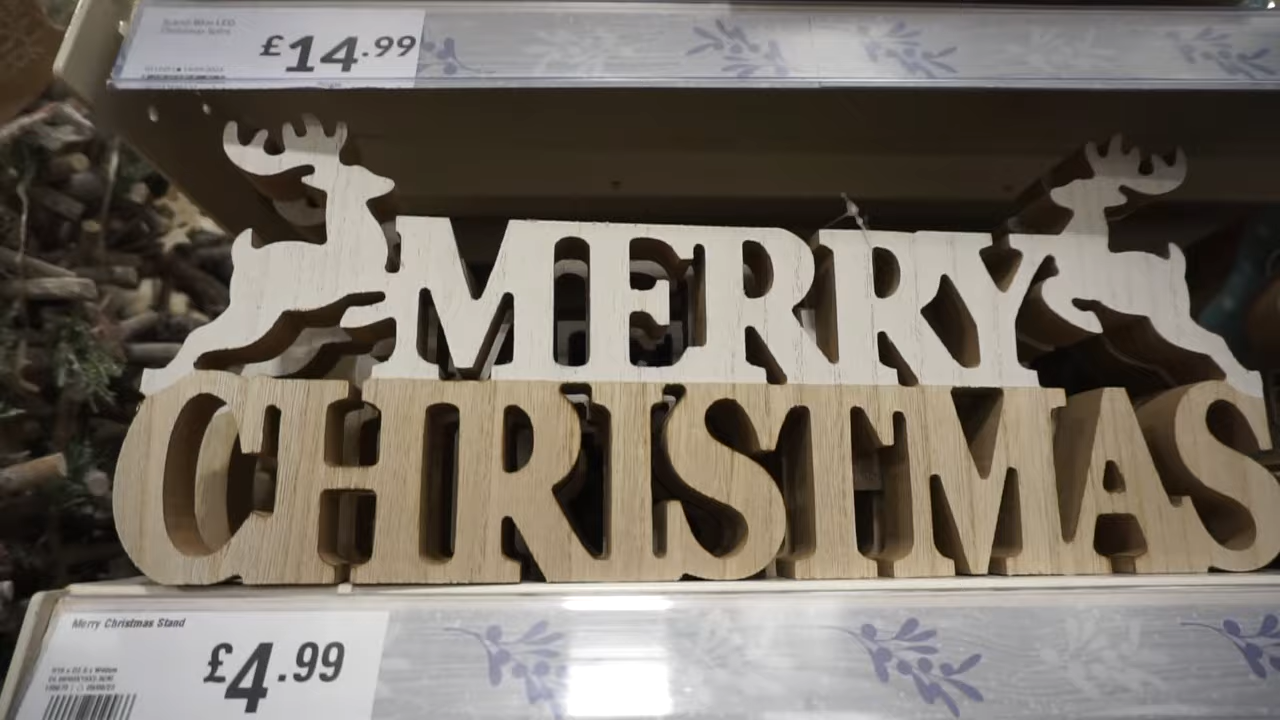 £14.99
MERRY
CHRISTMAS
Merry Christmas Stand
£4.99